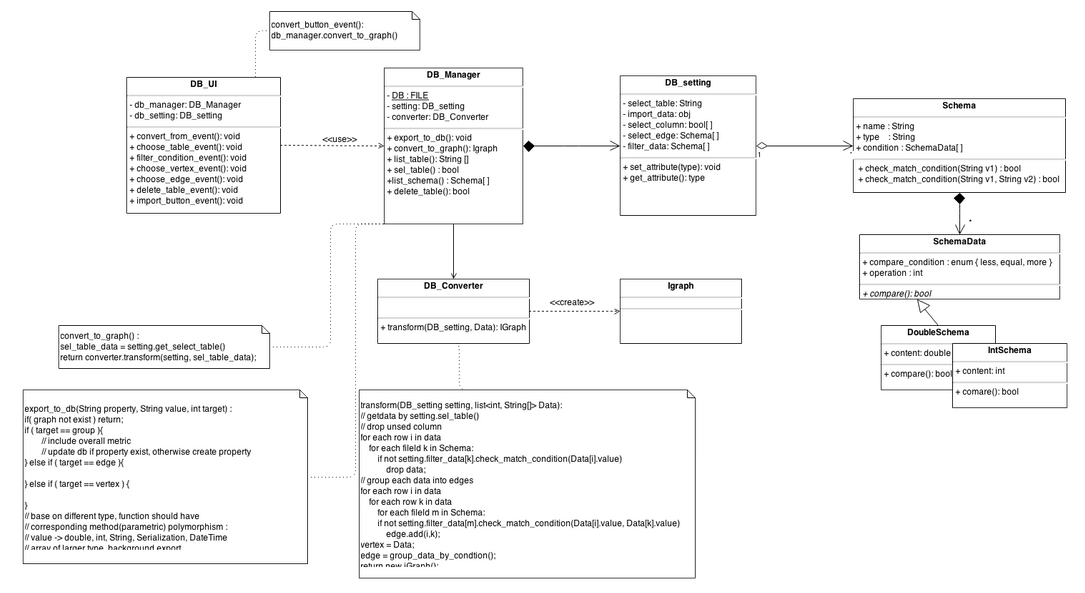 convert_button_event():
db_manager.convert_to_graph()
DB_UI
- db_manager: DB_Manager
- db_setting: DB_setting
+ convert_from_event(): void
+ choose_table_event(): void
+ filter_condition_event(): void
+ choose_vertex_event(): void
+ choose_edge_event(): void
+ delete_table_event(): void
+ import_button_event(): void
<<use>>
DB_Manager
- DB : FILE
- setting: DB_setting
- converter: DB_Converter
+ export_to_db(): void
+ convert_to_graph(): Igraph
+ list_table(): String []
+ sel_table() : bool
+list_schema() : Schema[ ]
+ delete_table(): bool
DB_setting
- select_table: String
- import_data: obj
- select_column: bool[ ]
- select_edge: Schema[ ]
- filter_data: Schema[ ]
+ set_attribute(type): void
+ get_attribute(): type
1
Schema
+ name : String
+ type : String
+ condition : SchemaData[ ]
+ check_match_condition(String v1) : bool
+ check_match_condition(String v1, String v2) : bool
*
SchemaData
+ compare_condition : enum { less, equal, more }
+ operation : int
+ compare(): bool
DoubleSchema
+ content: double
+ compare(): bool
IntSchema
+ content: int
+ comare(): bool
DB_Converter
+ transform(DB_setting, Data): IGraph
<<create>>
Igraph
convert_to_graph() :
sel_table_data = setting.get_select_table()
return converter.transform(setting, sel_table_data);
export_to_db(String property, String value, int target) :
if( graph not exist ) return;
if ( target == group ){
// include overall metric
// update db if property exist, otherwise create property
} else if ( target == edge ){
} else if ( target == vertex ) {
}
// base on different type, function should have
// corresponding method(parametric) polymorphism :
// value -> double, int, String, Serialization, DateTime
// array of larger type, background export
transform(DB_setting setting, list<int, String[]> Data):
// getdata by setting.sel_table()
// drop unsed column
for each row i in data
for each fileld k in Schema:
if not setting.filter_data[k].check_match_condition(Data[i].value)
drop data;
// group each data into edges
for each row i in data
for each row k in data
for each fileld m in Schema:
if not setting.filter_data[m].check_match_condition(Data[i].value, Data[k].value)
edge.add(i,k);
vertex = Data;
edge = group_data_by_condtion();
return new iGraph();